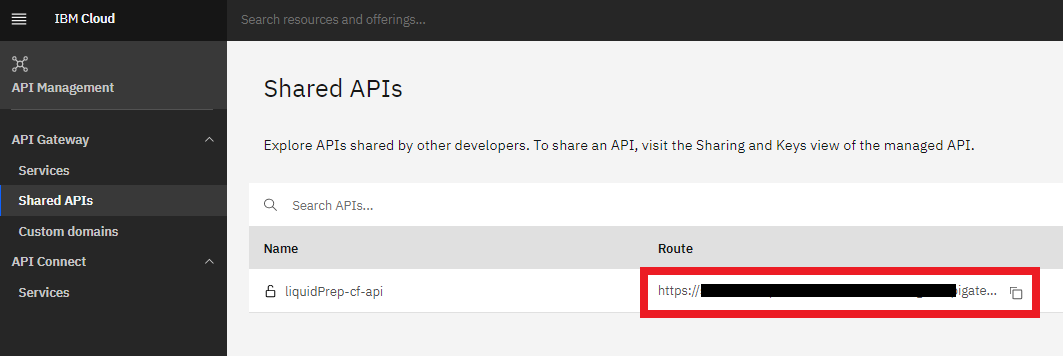 IBM Cloud
Search resources and offerings...
API Management
API Gateway
Services
Shared APIs
Custom domains
API Connect
Services
Shared APIs
Explore APIs shared by other developers. To share an API, visit the Sharing and Keys view of the managed API.
Search APIs...
Name Route
liquidPrep-cf-api https:// igate...